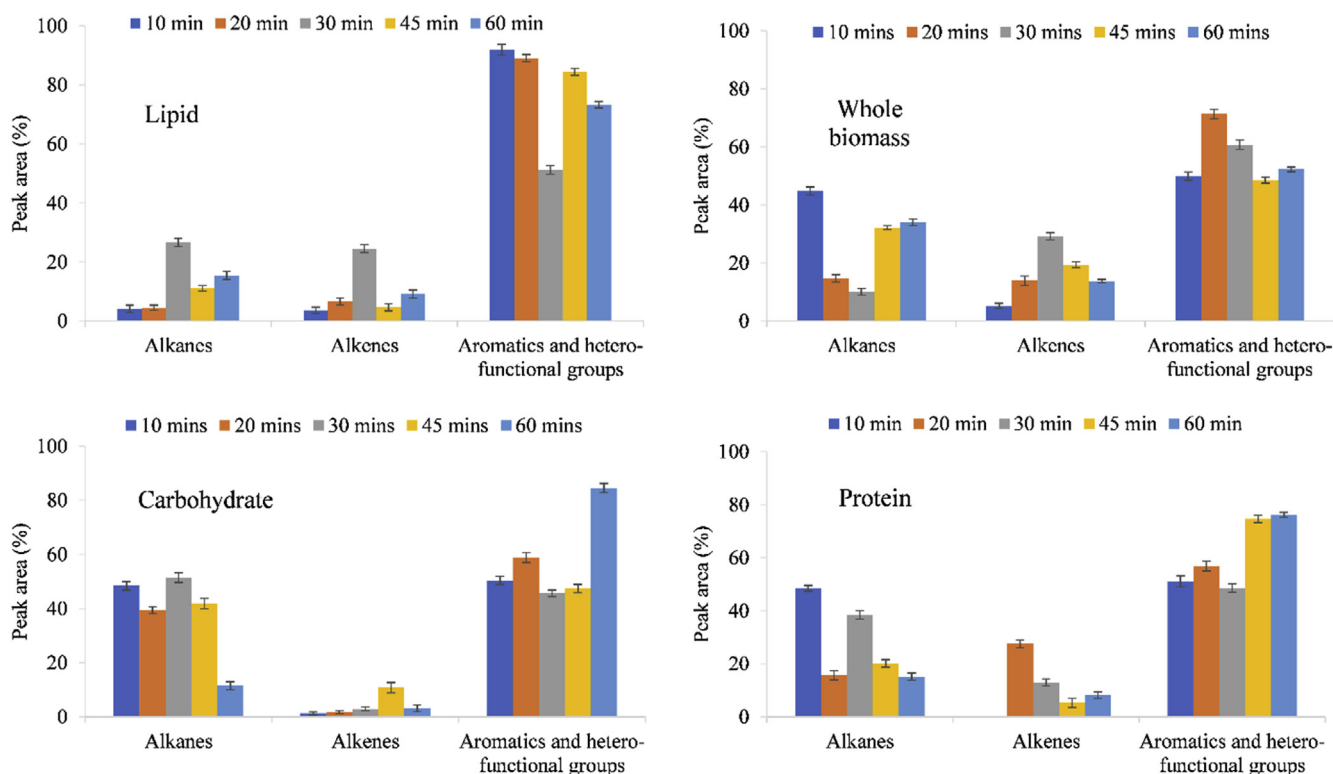 10 min 20 min 30 min 45 min 60 min
100
80
60
40
20
0
Peak area (%)
Lipid
Alkanes
Alkenes
Aromatics and hetero-
functional groups
10 mins 20 mins 30 mins 45 mins 60 mins
100
80
60
40
20
0
Peak area (%)
Whole
biomass
Alkanes
Alkenes
Aromatics and hetero-
functional groups
10 mins 20 mins 30 mins 45 mins 60 mins
100
80
60
40
20
0
Peak area (%)
Carbohydrate
Alkanes
Alkenes
Aromatics and hetero-
functional groups
10 min 20 min 30 min 45 min 60 min
100
80
60
40
20
0
Peak area (%)
Protein
Alkanes
Alkenes
Aromatics and hetero-
functional groups